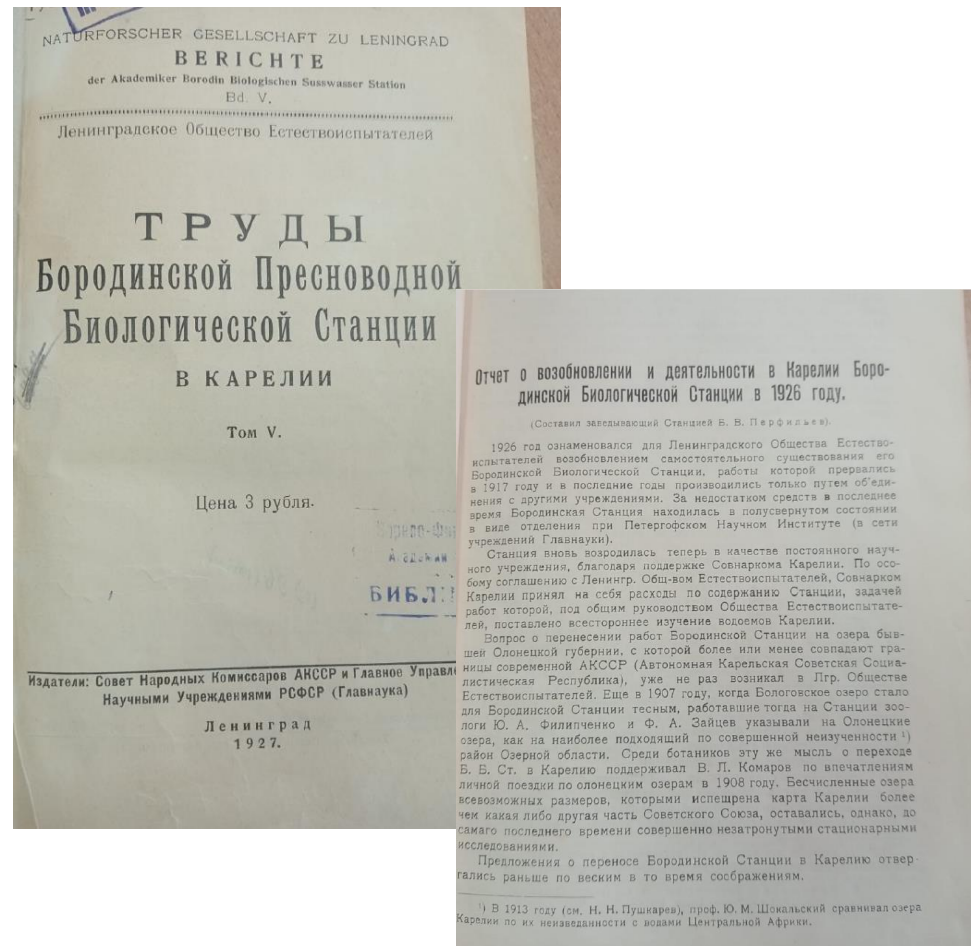 NATURFORSCHER GESELLSCHAFT ZU LENINGRAD
BERICHTE
der Akademiker Borodin Biologischen Susswasser Station
Bd. V.
Ленинградское Общество Естествоиспытателей
ТРУДЫ
Бородинской Пресноводной
Биологической Станции
В КАРЕЛИИ
Том V.
Цена 3 рубля.
Академия
БИБЛ
Издатели: Совет Народных Комиссаров АКССР и Главное Управле
Научными Учреждениями РСФСР (Главнаука)
Ленинград
1927.
Отчет о возобновлении и деятельности в Карелии Боро-
динской Биологической Станции в 1926 году.
(Составил заведывающий Станцией Б. В. Перфильев).
1926 год ознаменовался для Ленинградского Общества Естество-
испытателей возобновлением самостоятельного существования его
Бородинской Биологической Станции, работы которой прервались
в 1917 году и в последние годы производились только путем об'еди-
нения с другими учреждениями. За недостатком средств в последнее
время Бородинская Станция находилась в полусвернутом состоянии
в виде отделения при Петергофском Научном Институте (в сети
учреждений Главнауки).
Станция вновь возродилась теперь в качестве постоянного науч-
ного учреждения, благодаря поддержке Совнаркома Карелии. По осо-
бому соглашению с Ленингр. Общ-вом Естествоиспытателей, Совнарком
Карелии принял на себя расходы по содержанию Станции, задачей
работ которой, под общим руководством Общества Естествоиспытате-
лей, поставлено всестороннее изучение водоемов Карелии.
Вопрос о перенесении работ Бородинской Станции на озера быв-
шей Олонецкой губернии, с которой более или менее совпадают гра-
ницы современной АКССР (Автономная Карельская Советская Социа-
листическая Республика), уже не раз возникал в Лгр. Обществе
Естествоиспытателей. Еще в 1907 году, когда Бологовское озеро стало
для Бородинской Станции тесным, работавшие тогда на Станции зоо-
логи Ю. А. Филипченко и Ф. А. Зайцев указывали на Олонецкие
озера, как на наиболее подходящий по совершенной неизученности ¹)
район Озерной области. Среди ботаников эту же мысль о переходе
Б. Б. Ст. в Карелию поддерживал В. Л. Комаров по впечатлениям
личной поездки по олонецким озерам в 1908 году. Бесчисленные озера
всевозможных размеров, которыми испещрена карта Карелии более
чем какая либо другая часть Советского Союза, оставались, однако, до
самаго последнего времени совершенно незатронутыми стационарными
исследованиями.
Предложения о переносе Бородинской Станции в Карелию отвер-
гались раньше по веским в то время соображениям.
¹) В 1913 году (см. Н. Н. Пушкарев), проф. Ю. М. Шокальский сравнивал озера
Карелии по их неизведанности с водами Центральной Африки.